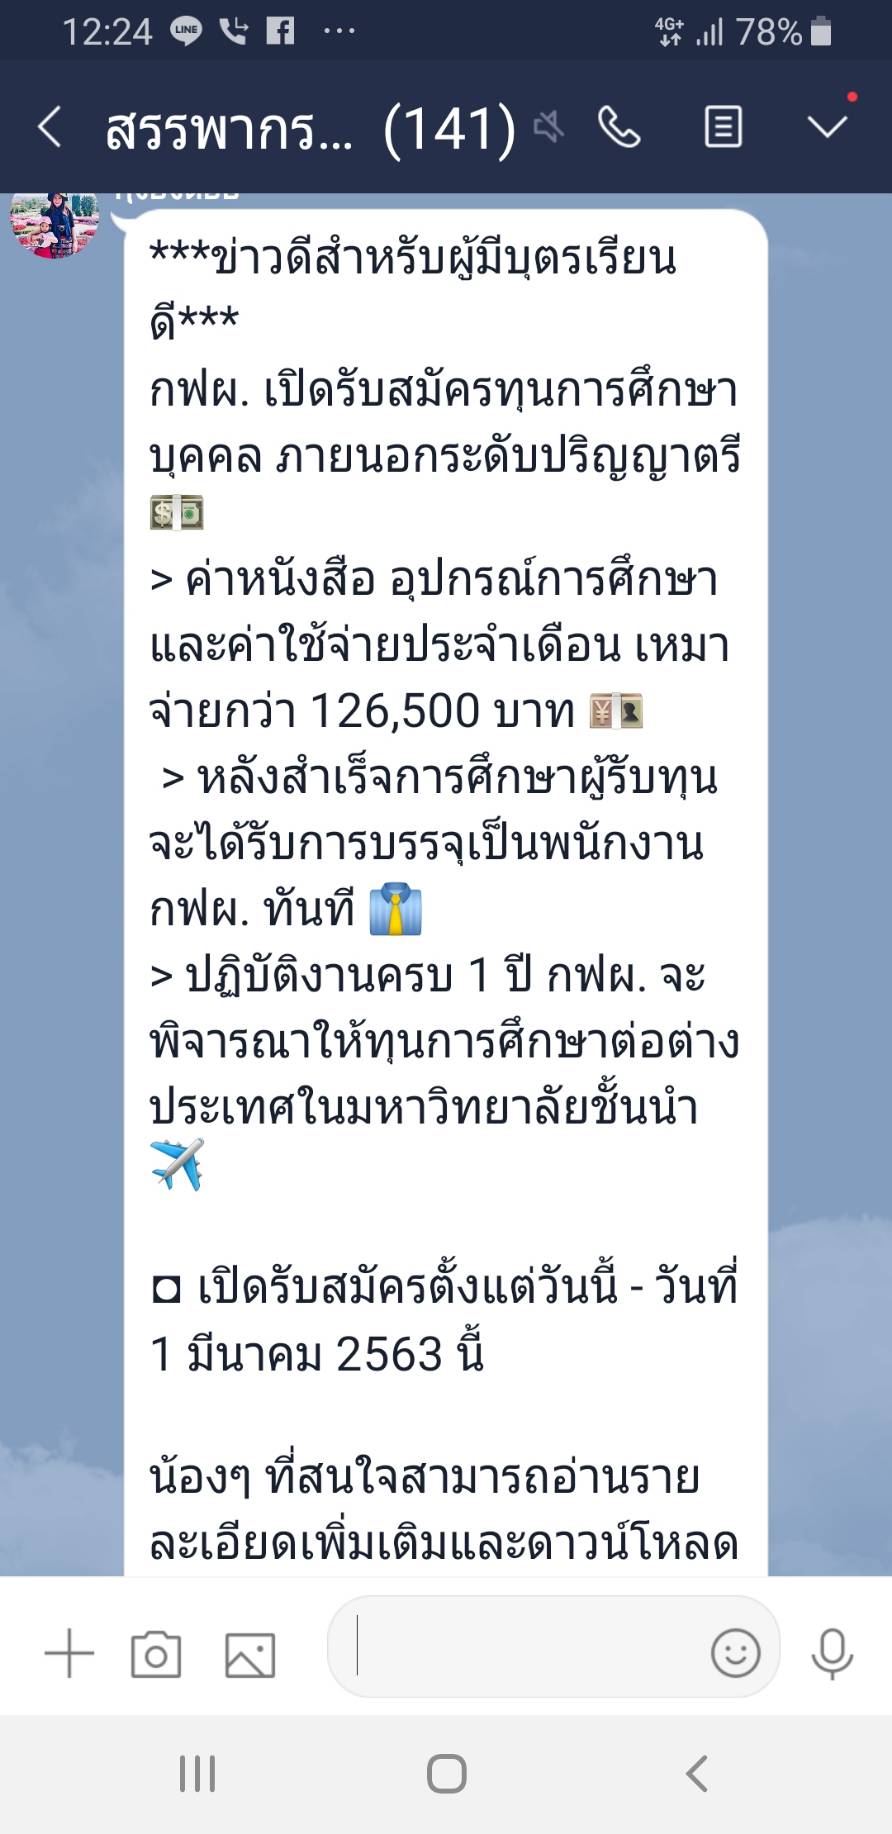 12:24 LINE ... 4G+ 78%
สรรพากร... (141)
***ข่าวดีสำหรับผู้มีบุตรเรียน
ดี***
กฟผ. เปิดรับสมัครทุนการศึกษา
บุคคล ภายนอกระดับปริญญาตรี
💵
> ค่าหนังสือ อุปกรณ์การศึกษา
และค่าใช้จ่ายประจำเดือน เหมา
จ่ายกว่า 126,500 บาท 💴
> หลังสำเร็จการศึกษาผู้รับทุน
จะได้รับการบรรจุเป็นพนักงาน
กฟผ. ทันที 👔
> ปฏิบัติงานครบ 1 ปี กฟผ. จะ
พิจารณาให้ทุนการศึกษาต่อต่าง
ประเทศในมหาวิทยาลัยชั้นนำ
✈️
◘ เปิดรับสมัครตั้งแต่วันนี้ - วันที่
1 มีนาคม 2563 นี้
น้องๆ ที่สนใจสามารถอ่านราย
ละเอียดเพิ่มเติมและดาวน์โหลด